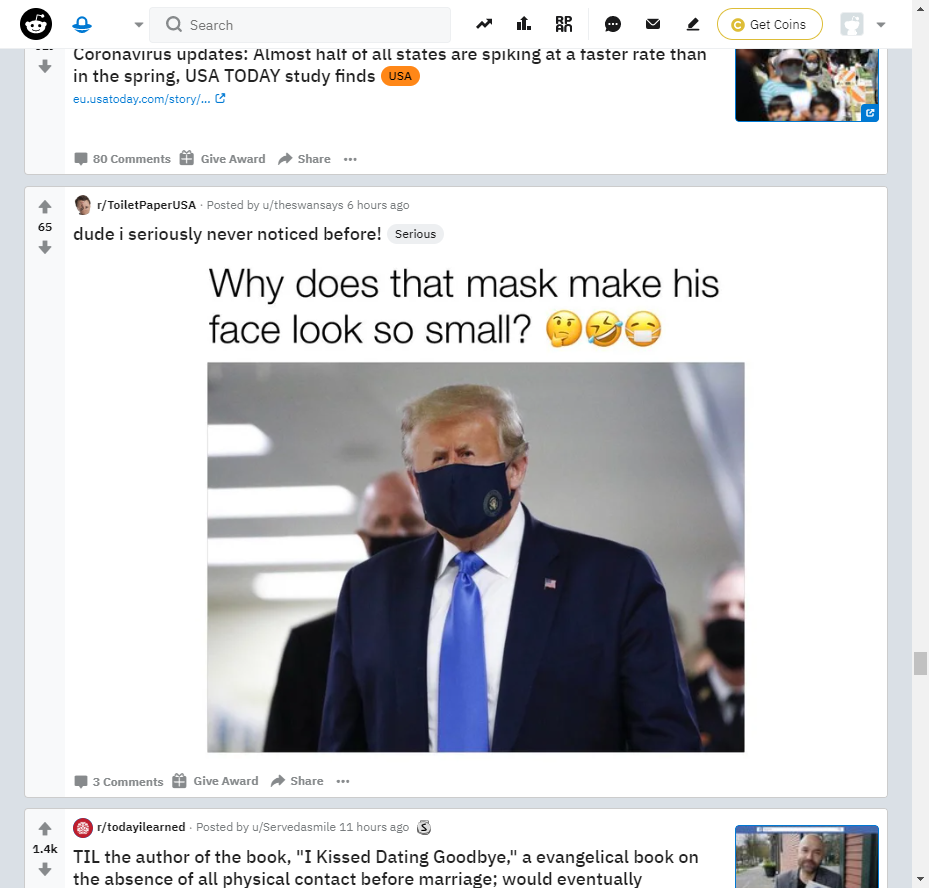 Search
Get Coins
Coronavirus updates: Almost half of all states are spiking at a faster rate than
in the spring, USA TODAY study finds USA
eu.usatoday.com/story/...
80 Comments Give Award Share
r/ToiletPaperUSA · Posted by u/theswansays 6 hours ago
65
dude i seriously never noticed before! Serious
Why does that mask make his
face look so small? 🤔🤣😷
3 Comments Give Award Share
r/todayilearned · Posted by u/Servedasmile 11 hours ago
1.4k
TIL the author of the book, "I Kissed Dating Goodbye," a evangelical book on
the absence of all physical contact before marriage; would eventually